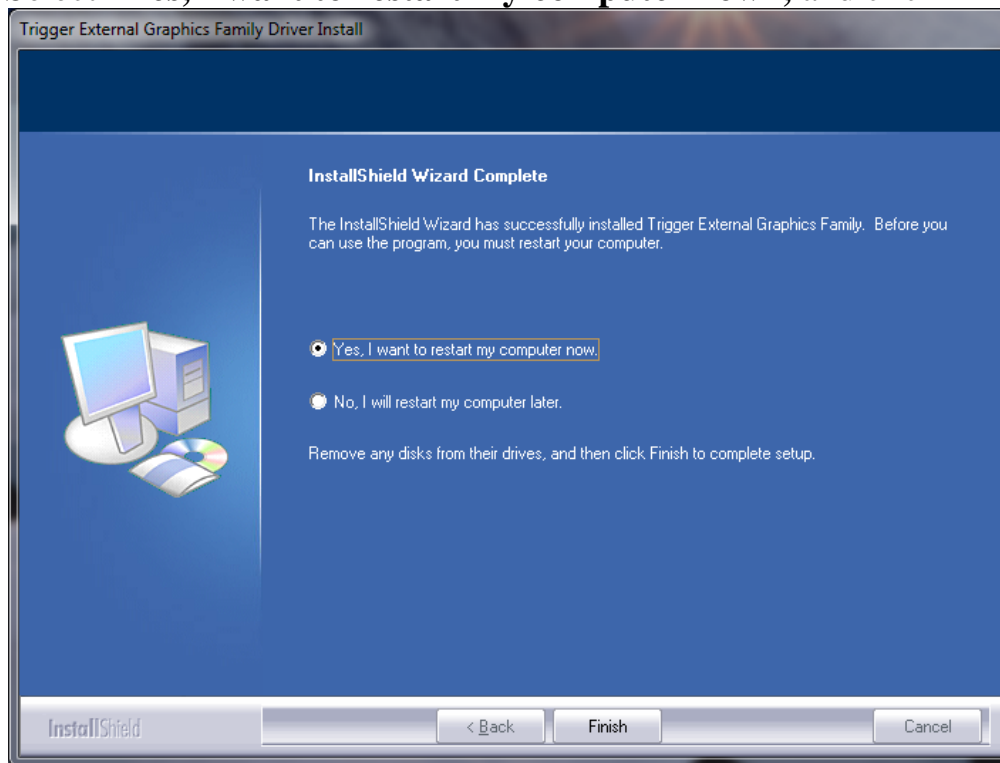 Trigger External Graphics Family Driver Install
InstallShield Wizard Complete
The InstallShield Wizard has successfully installed Trigger External Graphics Family. Before you
can use the program, you must restart your computer.
Yes, I want to restart my computer now.
No, I will restart my computer later.
Remove any disks from their drives, and then click Finish to complete setup.
InstallShield
< Back
Finish
Cancel